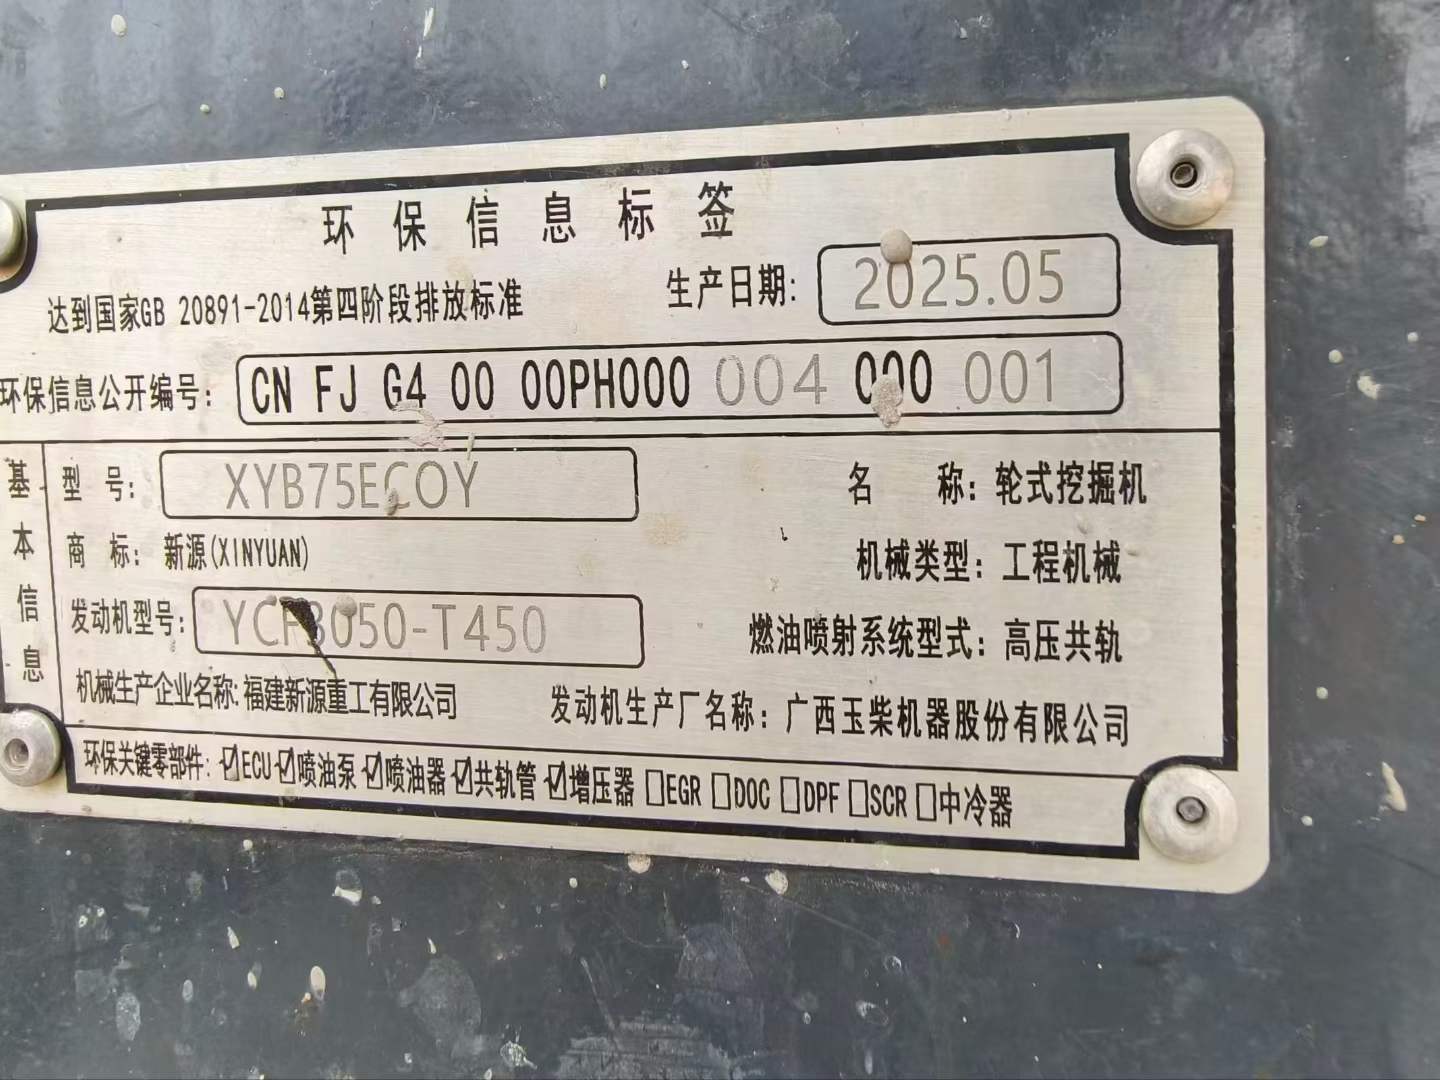 环保信息标签
达到国家GB 20891-2014第四阶段排放标准 生产日期: 2025.05
环保信息公开编号: CN FJ G4 00 00PH000 004 000 001
基本信息
型号: XYB75ECOY 名称: 轮式挖掘机
商标: 新源(XINYUAN) 机械类型: 工程机械
发动机型号: 燃油喷射系统型式: 高压共轨
机械生产企业名称: 福建新源重工有限公司 发动机生产厂名称: 广西玉柴机器股份有限公司
环保关键零部件: ☑ECU ☑喷油泵 ☑喷油器 ☑共轨管 ☑增压器 □EGR □DOC □DPF □SCR □中冷器